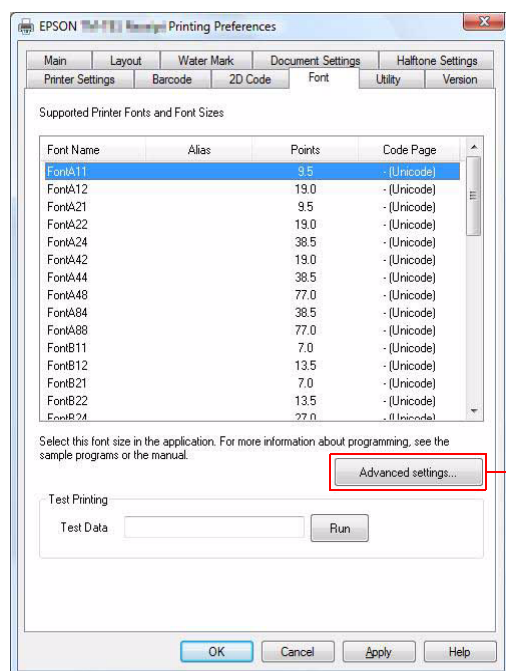 EPSON Printing Preferences
Main Layout Water Mark Document Settings Halftone Settings
Printer Settings Barcode 2D Code Font Utility Version
Supported Printer Fonts and Font Sizes
Font Name Alias Points Code Page
FontA11 9.5 - (Unicode)
FontA12 19.0 - (Unicode)
FontA21 9.5 - (Unicode)
FontA22 19.0 - (Unicode)
FontA24 38.5 - (Unicode)
FontA42 19.0 - (Unicode)
FontA44 38.5 - (Unicode)
FontA48 77.0 - (Unicode)
FontA84 38.5 - (Unicode)
FontA88 77.0 - (Unicode)
FontB11 7.0 - (Unicode)
FontB12 13.5 - (Unicode)
FontB21 7.0 - (Unicode)
FontB22 13.5 - (Unicode)
FontB24 27.0 - (Unicode)
Select this font size in the application. For more information about programming, see the
sample programs or the manual.
Advanced settings...
Test Printing
Test Data Run
OK Cancel Apply Help